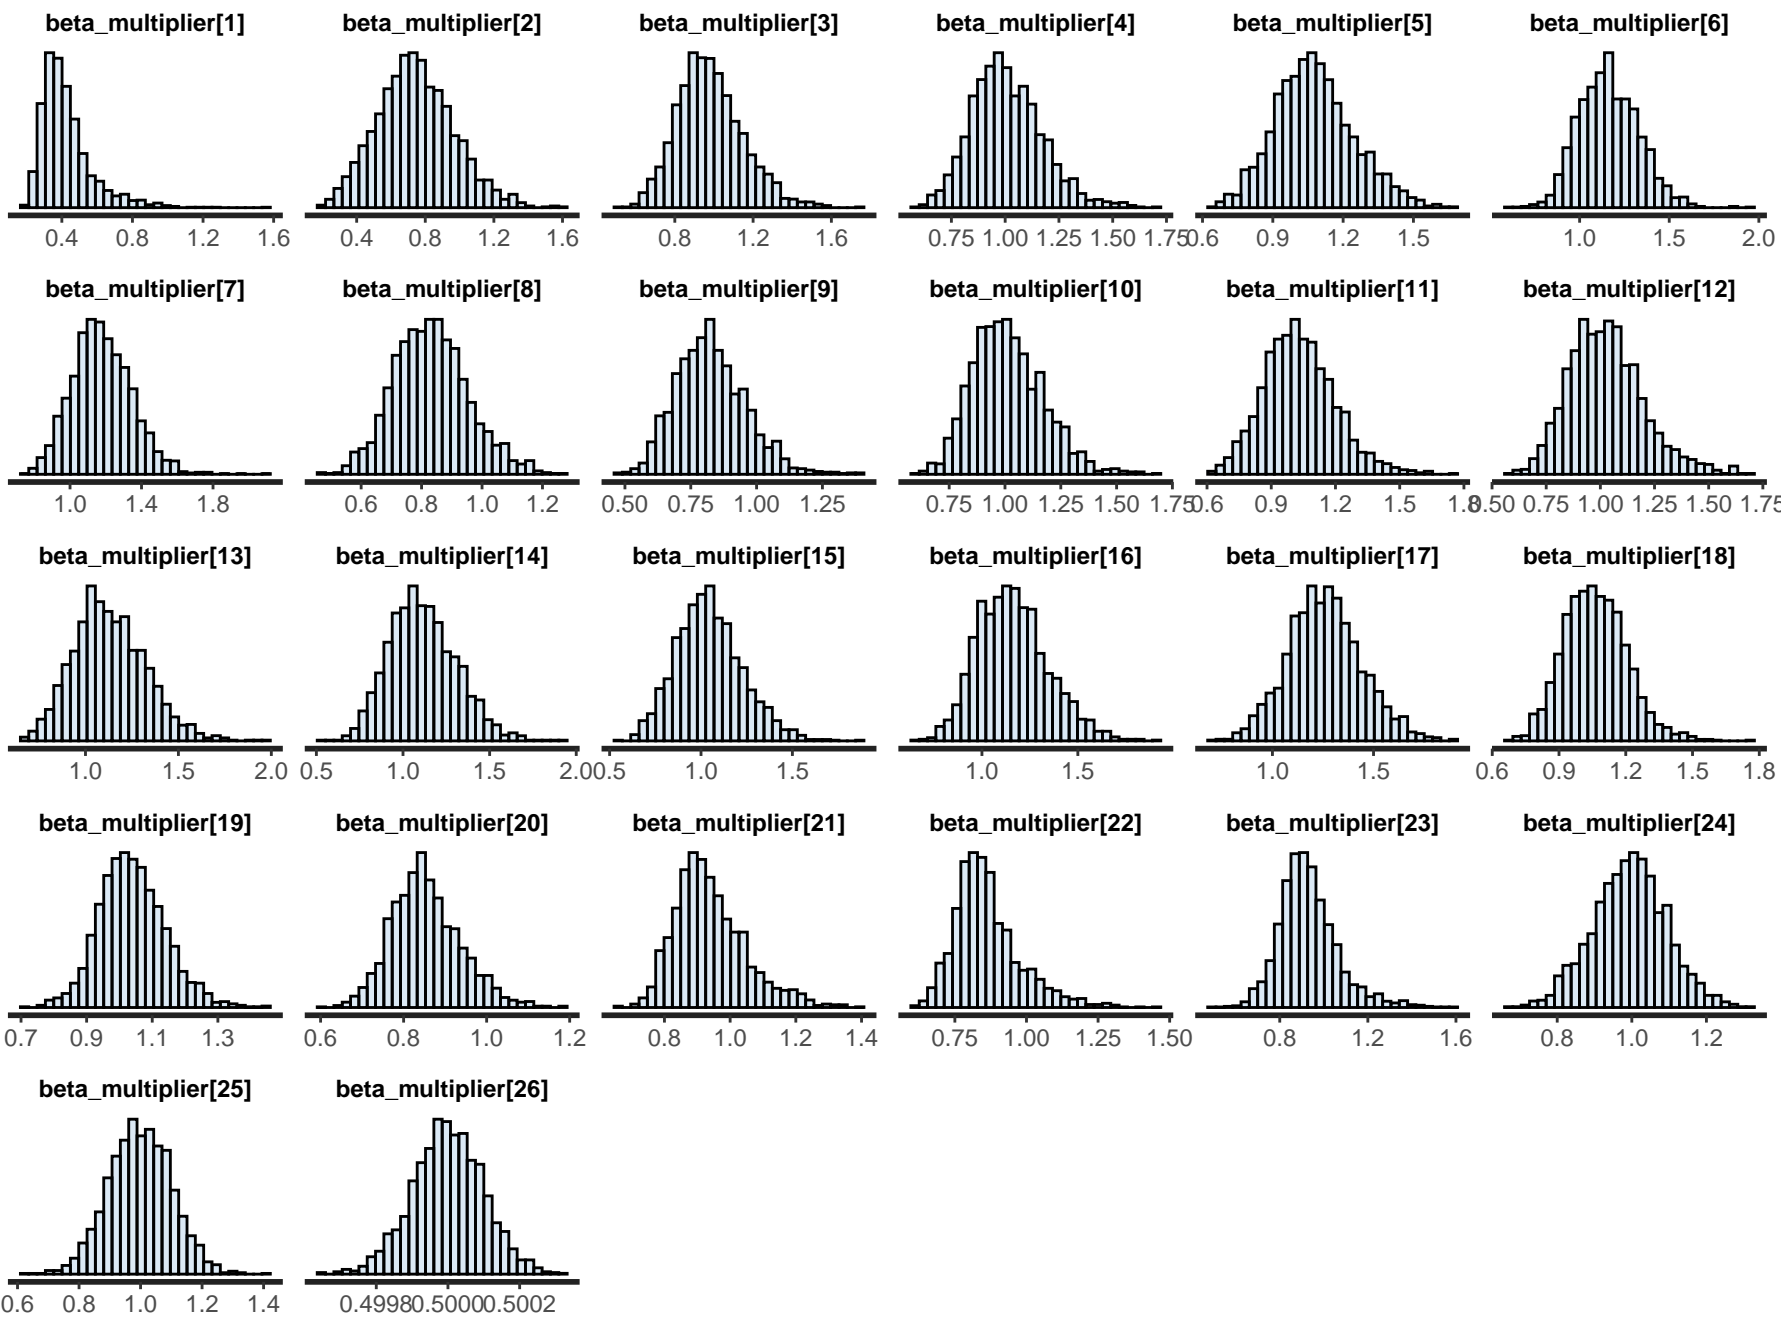 beta_multiplier[1] beta_multiplier[2] beta_multiplier[3] beta_multiplier[4] beta_multiplier[5] beta_multiplier[6]
0.4 0.8 1.2 1.6 0.4 0.8 1.2 1.6 0.8 1.2 1.6 0.75 1.00 1.25 1.50 1.75 0.6 0.9 1.2 1.5 1.0 1.5 2.0
beta_multiplier[7] beta_multiplier[8] beta_multiplier[9] beta_multiplier[10] beta_multiplier[11] beta_multiplier[12]
1.0 1.4 1.8 0.6 0.8 1.0 1.2 0.50 0.75 1.00 1.25 0.75 1.00 1.25 1.50 1.75 0.6 0.9 1.2 1.5 1.8 0.50 0.75 1.00 1.25 1.50 1.75
beta_multiplier[13] beta_multiplier[14] beta_multiplier[15] beta_multiplier[16] beta_multiplier[17] beta_multiplier[18]
1.0 1.5 2.0 0.5 1.0 1.5 2.0 0.5 1.0 1.5 1.0 1.5 1.0 1.5 0.6 0.9 1.2 1.5 1.8
beta_multiplier[19] beta_multiplier[20] beta_multiplier[21] beta_multiplier[22] beta_multiplier[23] beta_multiplier[24]
0.7 0.9 1.1 1.3 0.6 0.8 1.0 1.2 0.8 1.0 1.2 1.4 0.75 1.00 1.25 1.50 0.8 1.2 1.6 0.8 1.0 1.2
beta_multiplier[25] beta_multiplier[26]
0.6 0.8 1.0 1.2 1.4 0.4998 0.5000 0.5002